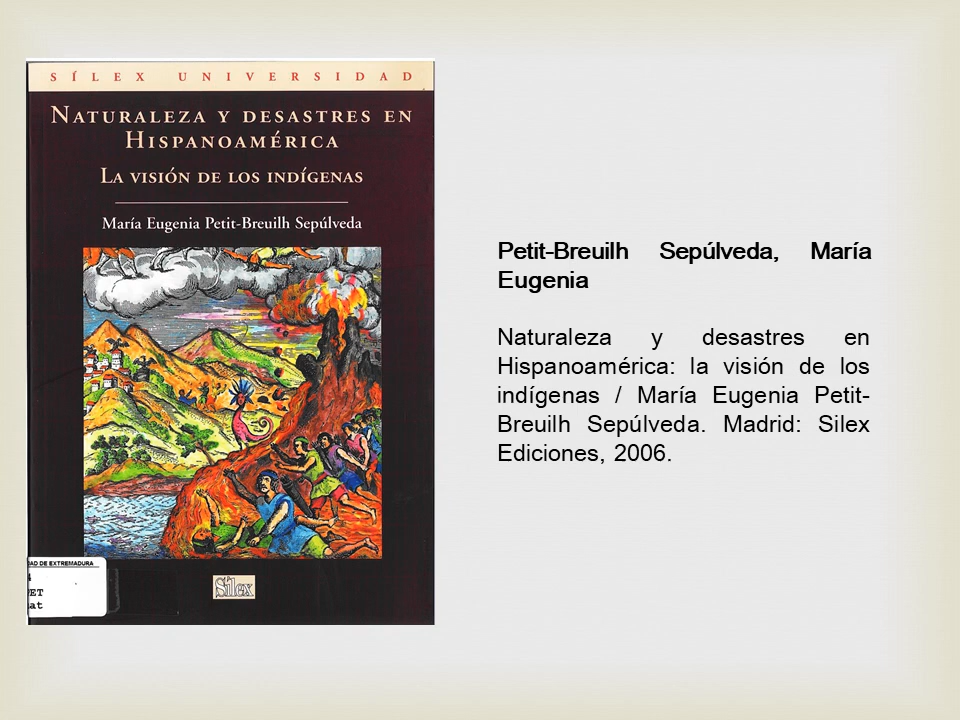 SÍLEX UNIVERSIDAD
NATURALEZA Y DESASTRES EN
HISPANOAMÉRICA
LA VISIÓN DE LOS INDÍGENAS
María Eugenia Petit-Breuilh Sepúlveda
Sílex
DAD DE EXTREMADURA
ET
at
Petit-Breuilh Sepúlveda, María
Eugenia
Naturaleza y desastres en
Hispanoamérica: la visión de los
indígenas / María Eugenia Petit-
Breuilh Sepúlveda. Madrid: Silex
Ediciones, 2006.